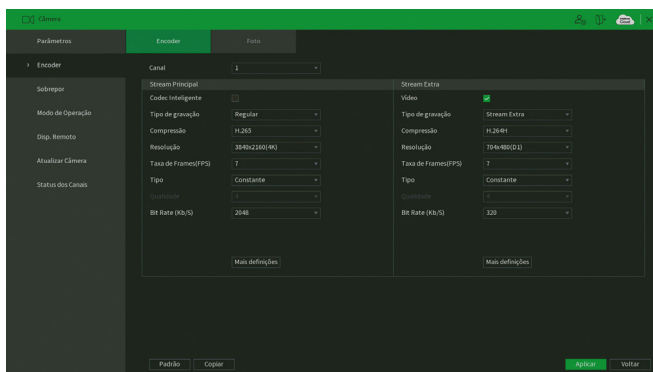 Câmera
Parâmetros
Encoder Foto
Encoder
Canal 1
Sobrepor
Stream Principal Stream Extra
Codec Inteligente Vídeo
Modo de Operação
Tipo de gravação Regular Tipo de gravação Stream Extra
Compressão H.265 Compressão H.264H
Disp. Remoto
Resolução 3840x2160(4K) Resolução 704x480(D1)
Atualizar Câmera
Taxa de Frames(FPS) 7 Taxa de Frames(FPS) 7
Tipo Constante Tipo Constante
Status dos Canais
Qualidade 4 Qualidade 4
Bit Rate (Kb/S) 2048 Bit Rate (Kb/S) 320
Mais definições Mais definições
Padrão Copiar Aplicar Voltar